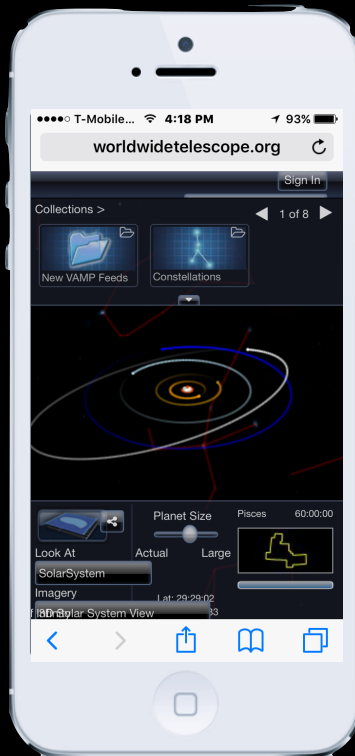 T-Mobile... 4:18 PM 93%
worldwidetelescope.org
Sign In
Collections >
1 of 8
New VAMP Feeds
Constellations
Planet Size
Pisces
60:00:00
Look At
Actual
Large
SolarSystem
Imagery
Lat: 29:29:02
3D Solar System View